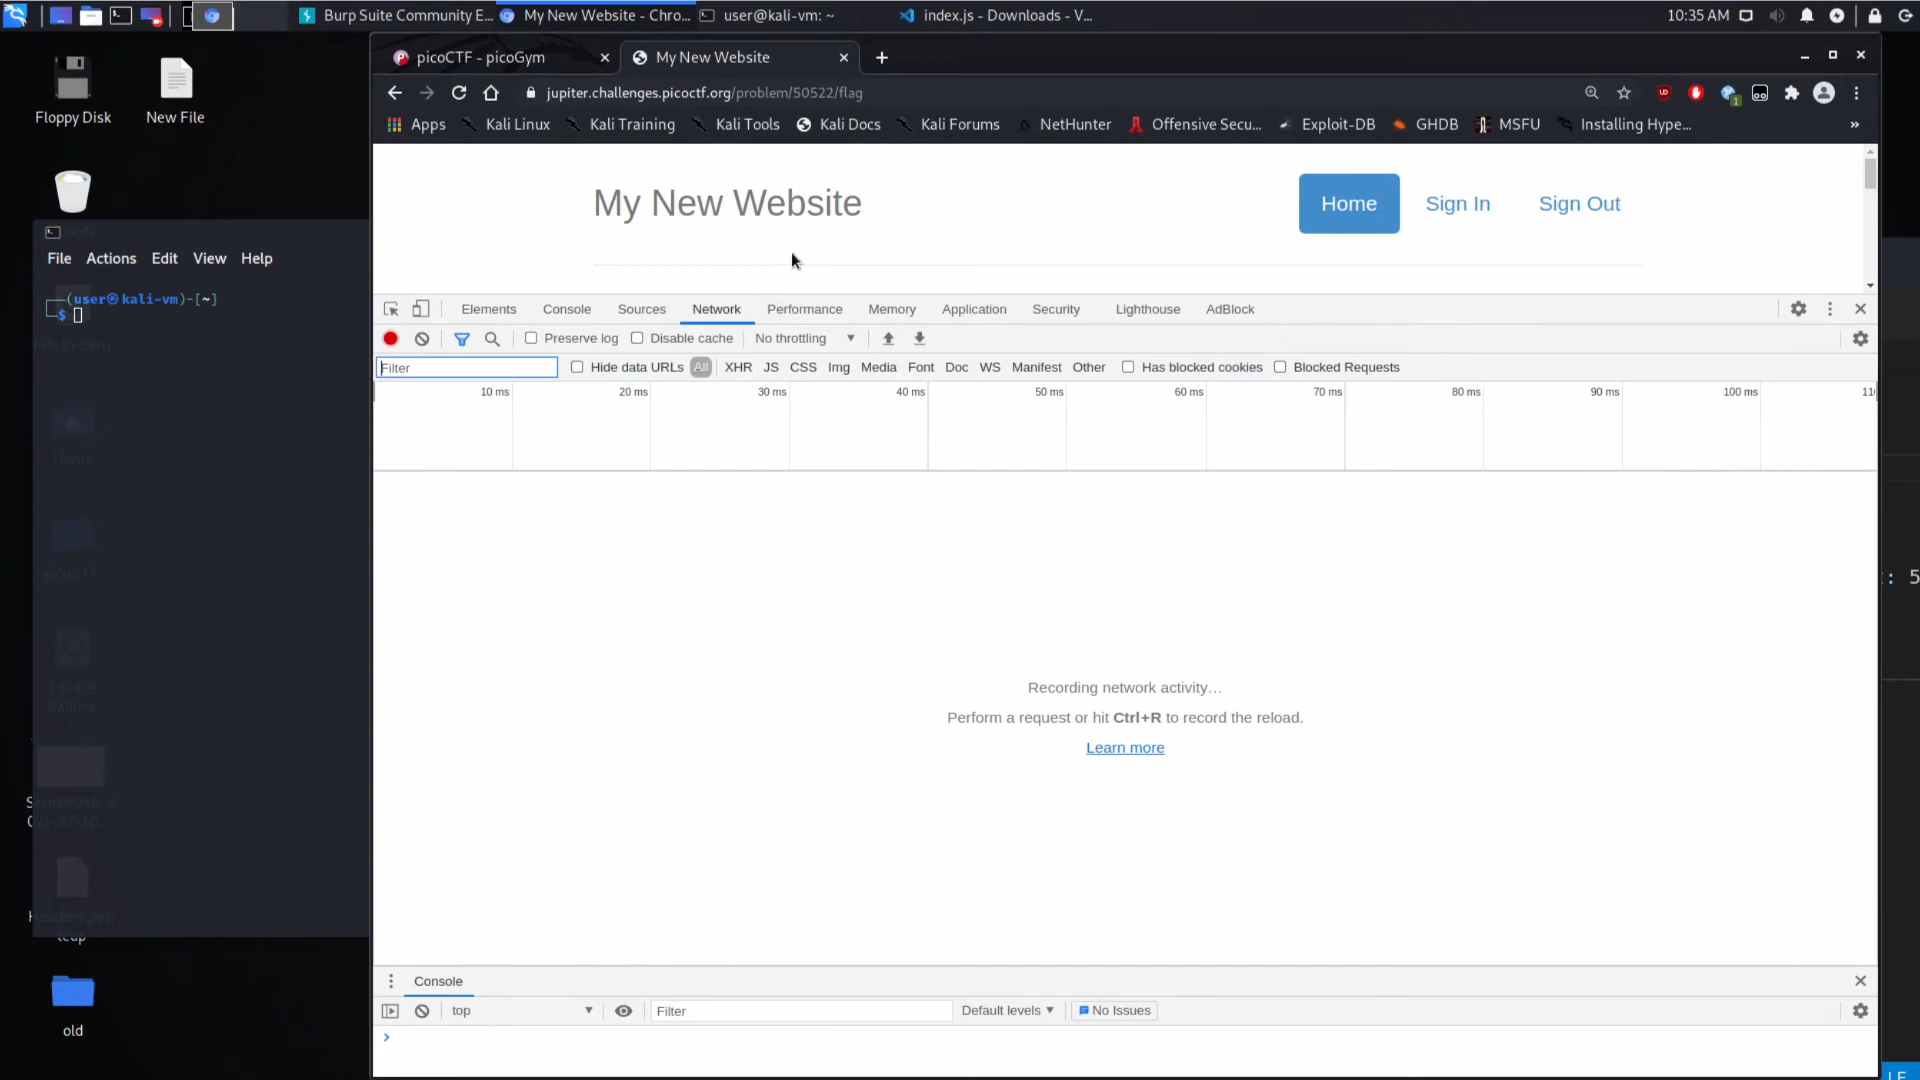 Burp Suite Community E...
My New Website - Chro...
user@kali-vm: ~
index.js - Downloads - V...
10:35 AM
Floppy Disk
New File
picoCTF - picoGym
My New Website
jupiter.challenges.picoctf.org/problem/50522/flag
Apps
Kali Linux
Kali Training
Kali Tools
Kali Docs
Kali Forums
NetHunter
Offensive Secu...
Exploit-DB
GHDB
MSFU
Installing Hype...
»
My New Website
Home
Sign In
Sign Out
File Actions Edit View Help
(user㉿kali-vm)-[~]
$
File System
Home
picoCTF
old
Elements
Console
Sources
Network
Performance
Memory
Application
Security
Lighthouse
AdBlock
Preserve log
Disable cache
No throttling
Filter
Hide data URLs
All
XHR
JS
CSS
Img
Media
Font
Doc
WS
Manifest
Other
Has blocked cookies
Blocked Requests
10 ms
20 ms
30 ms
40 ms
50 ms
60 ms
70 ms
80 ms
90 ms
100 ms
11
Recording network activity…
Perform a request or hit Ctrl+R to record the reload.
Learn more
: 5
Console
top
Filter
Default levels
No Issues